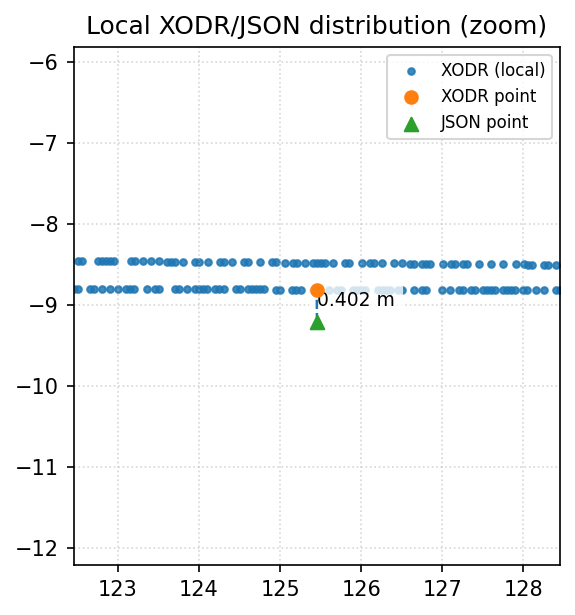 Local XODR/JSON distribution (zoom)
XODR (local)
XODR point
JSON point
−6
−7
−8
−9
−10
−11
−12
0.402 m
123
124
125
126
127
128